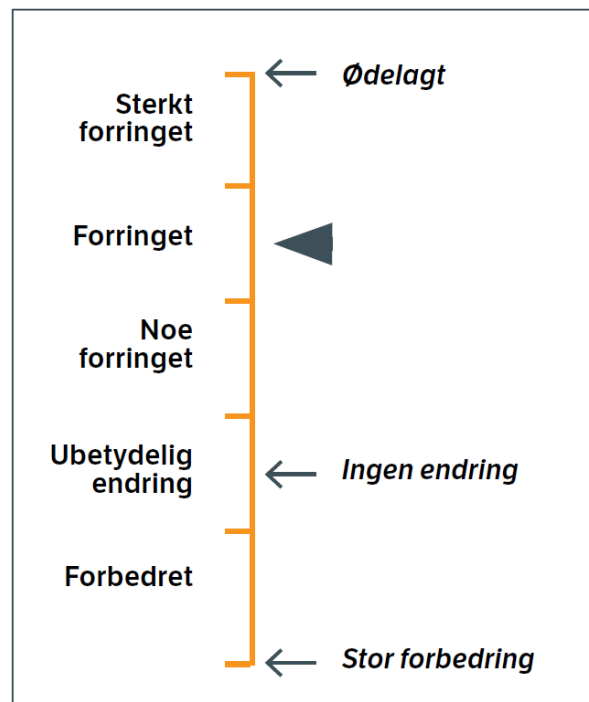 Ødelagt
Sterkt
forringet
Forringet
Noe
forringet
Ubetydelig
endring
Ingen endring
Forbedret
Stor forbedring